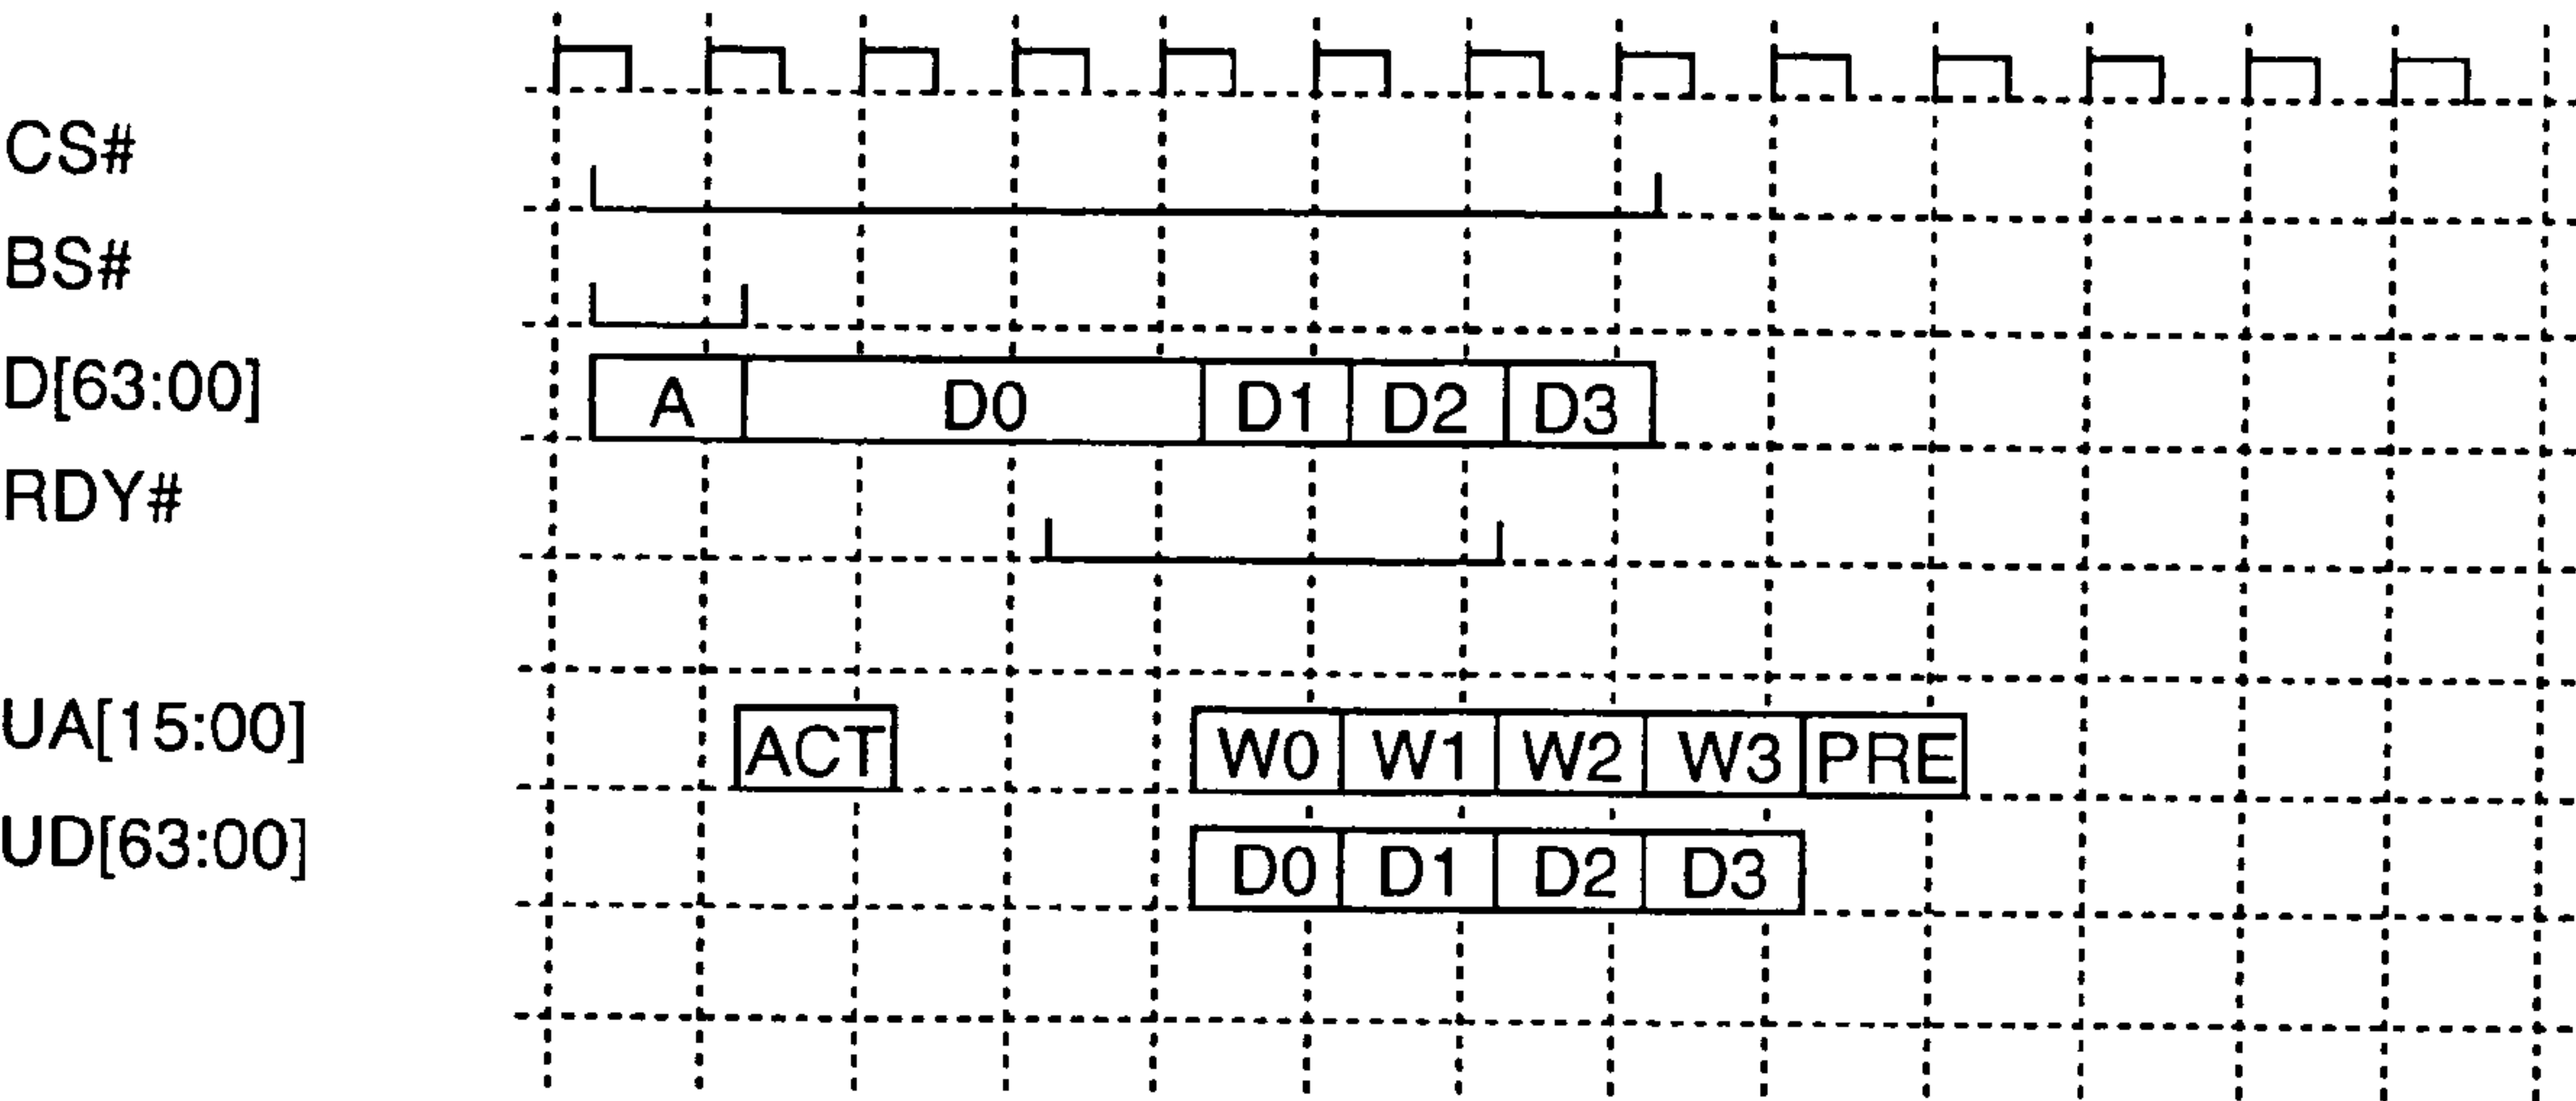 CS#
BS#
D[63:00] A D0 D1 D2 D3
RDY#
UA[15:00] ACT W0 W1 W2 W3 PRE
UD[63:00] D0 D1 D2 D3